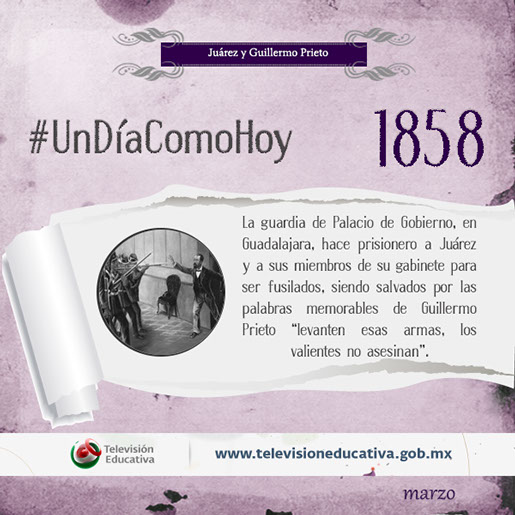 Juárez y Guillermo Prieto
#UnDíaComoHoy
1858
La guardia de Palacio de Gobierno, en
Guadalajara, hace prisionero a Juárez
y a sus miembros de su gabinete para
ser fusilados, siendo salvados por las
palabras memorables de Guillermo
Prieto “levanten esas armas, los
valientes no asesinan”.
Televisión
Educativa
www.televisioneducativa.gob.mx
marzo